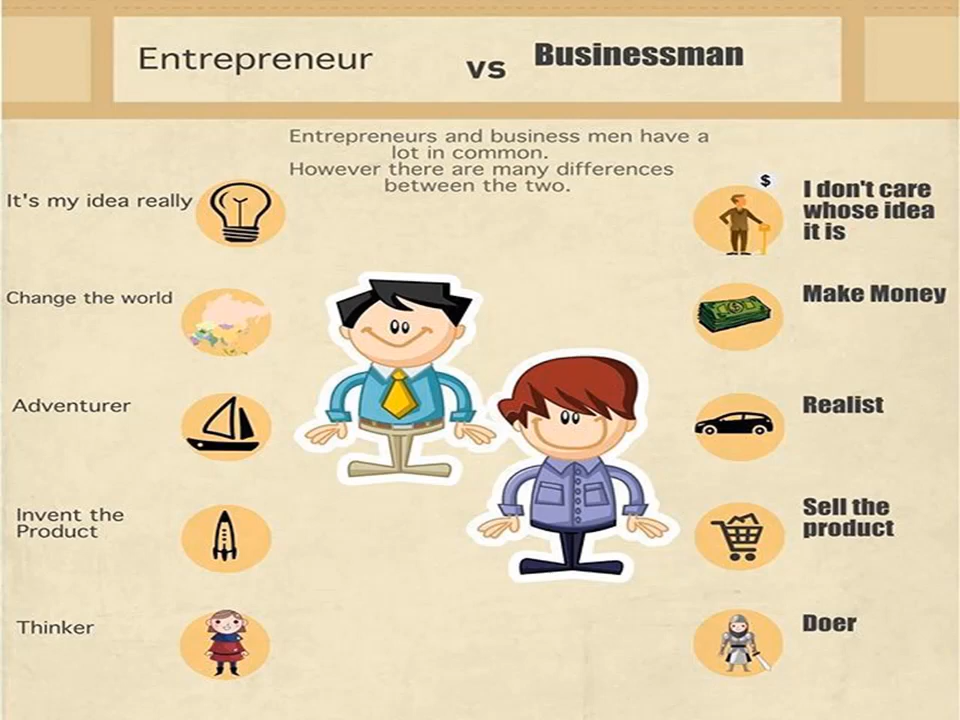 Entrepreneur
vs
Businessman
Entrepreneurs and business men have a
lot in common.
However there are many differences
between the two.
It's my idea really
$
I don't care
whose idea
it is
Change the world
Make Money
Adventurer
Realist
Invent the
Product
Sell the
product
Thinker
Doer